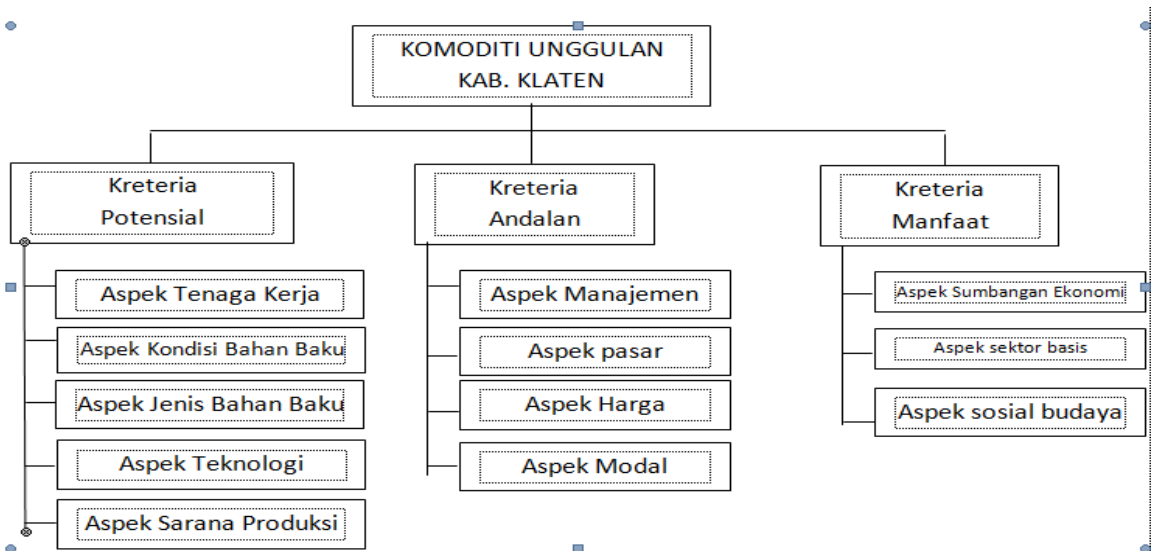 KOMODITI UNGGULAN
KAB. KLATEN
Kreteria
Potensial
Aspek Tenaga Kerja
Aspek Kondisi Bahan Baku
Aspek Jenis Bahan Baku
Aspek Teknologi
Aspek Sarana Produksi
Kreteria
Andalan
Aspek Manajemen
Aspek pasar
Aspek Harga
Aspek Modal
Kreteria
Manfaat
Aspek Sumbangan Ekonomi
Aspek sektor basis
Aspek sosial budaya